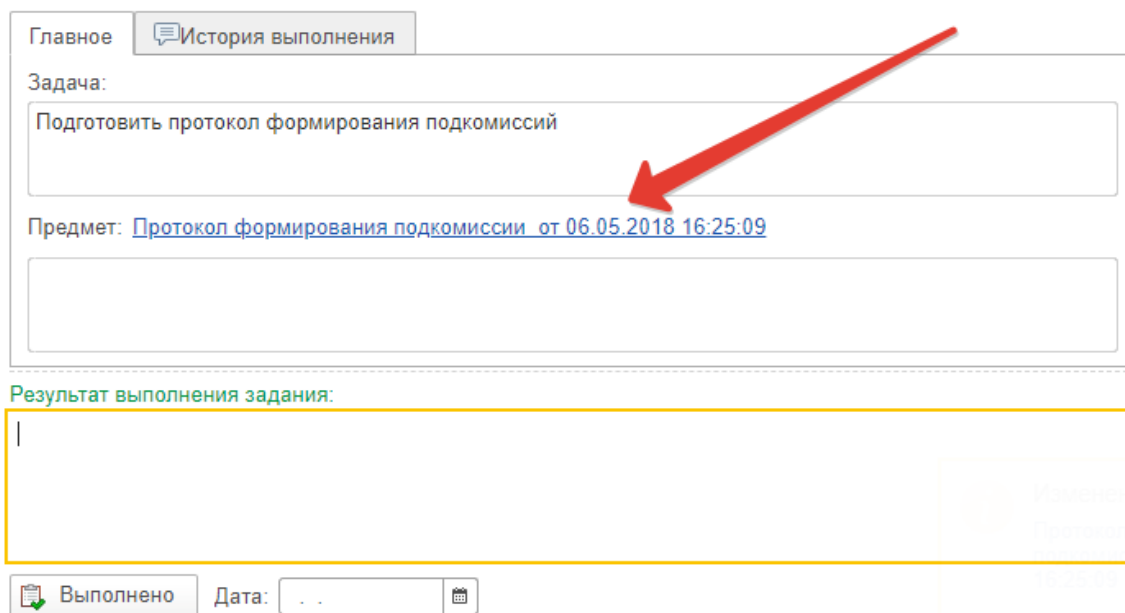 Главное
История выполнения
Задача:
Подготовить протокол формирования подкомиссий
Предмет: Протокол формирования подкомиссии от 06.05.2018 16:25:09
Результат выполнения задания:
Выполнено Дата: . .